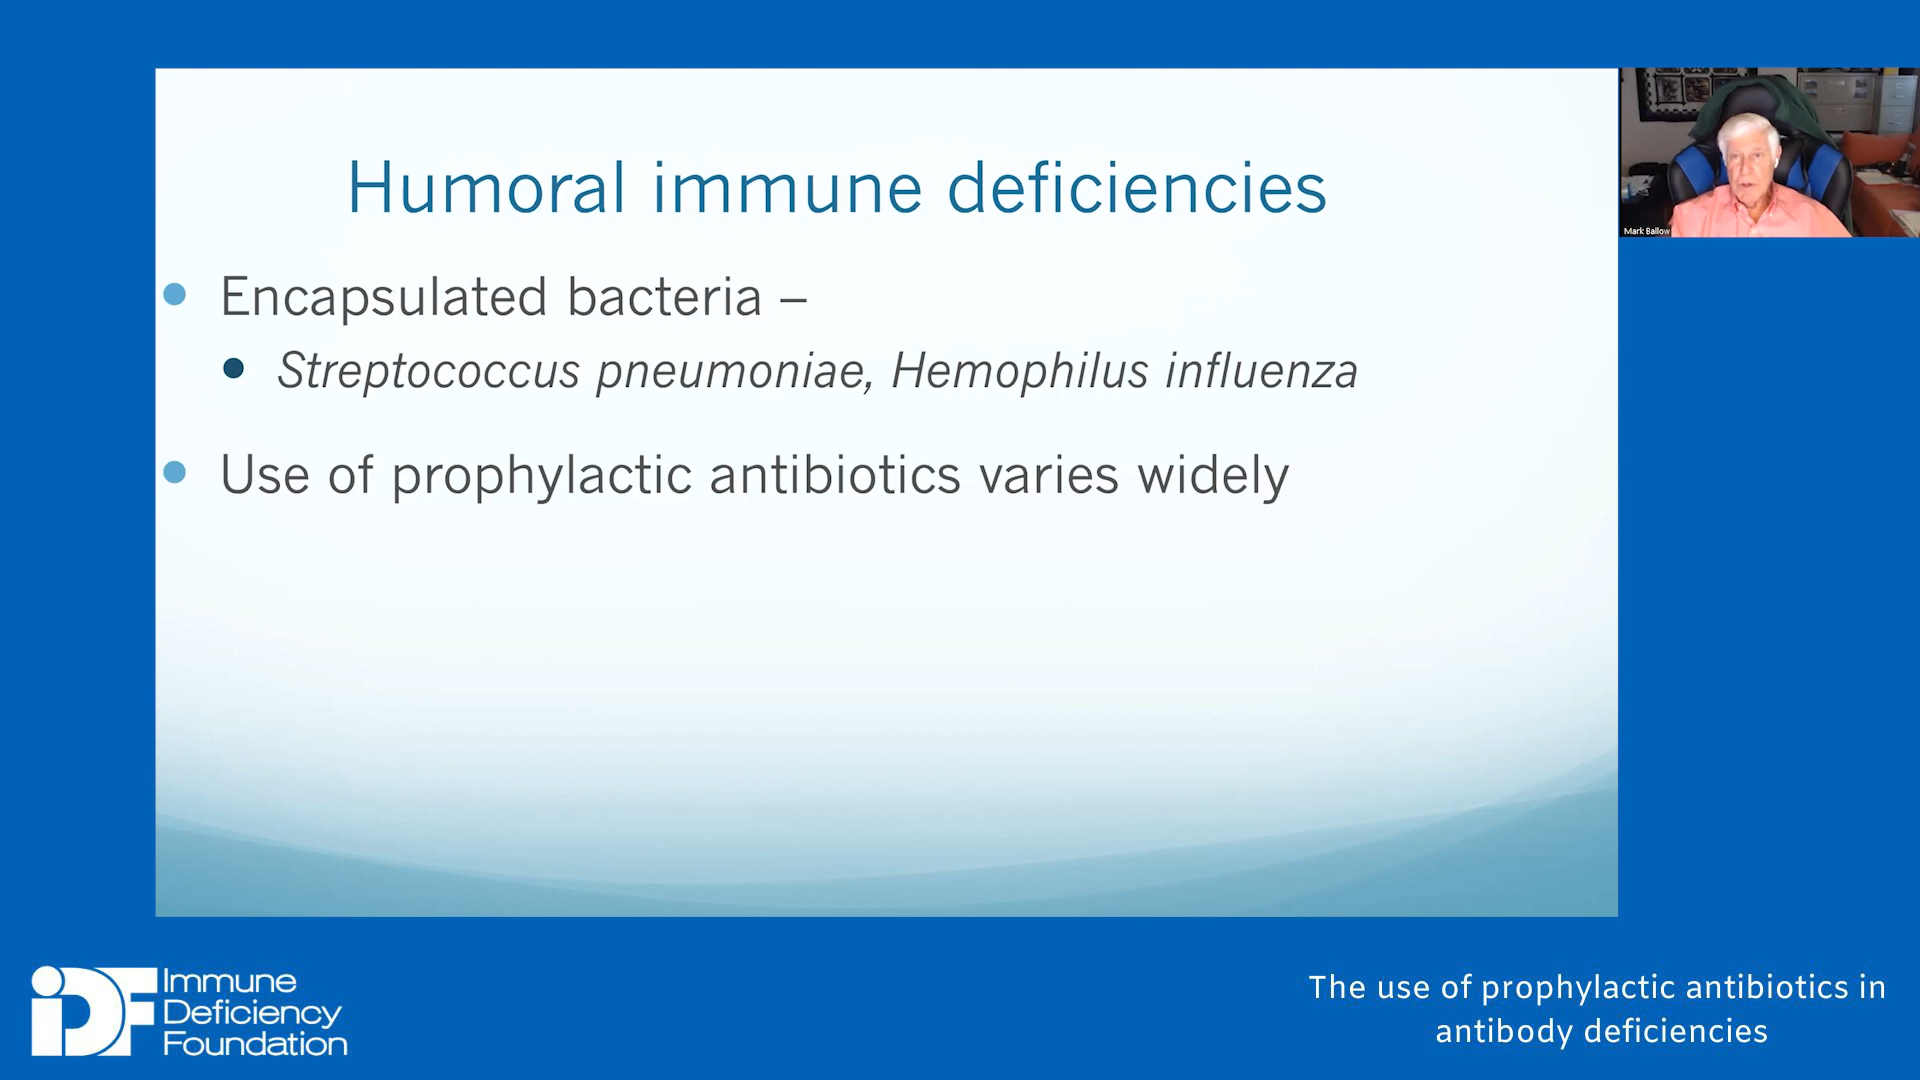 Humoral immune deficiencies
Encapsulated bacteria –
Streptococcus pneumoniae, Hemophilus influenza
Use of prophylactic antibiotics varies widely
Mark Ballow
iDF Immune
Deficiency
Foundation
The use of prophylactic antibiotics in
antibody deficiencies